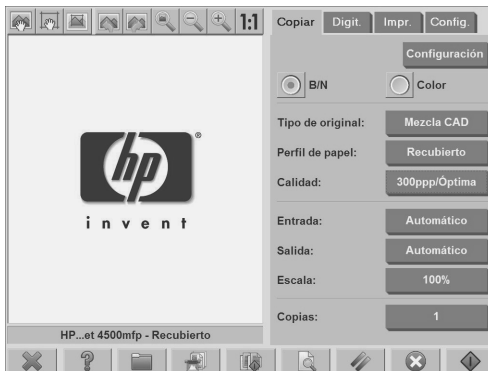 1:1
Copiar Digit. Impr. Config.
Configuración
B/N Color
Tipo de original: Mezcla CAD
Perfil de papel: Recubierto
Calidad: 300ppp/Óptima
Entrada: Automático
Salida: Automático
Escala: 100%
Copias: 1
hp ®
invent
HP...et 4500mfp - Recubierto
?